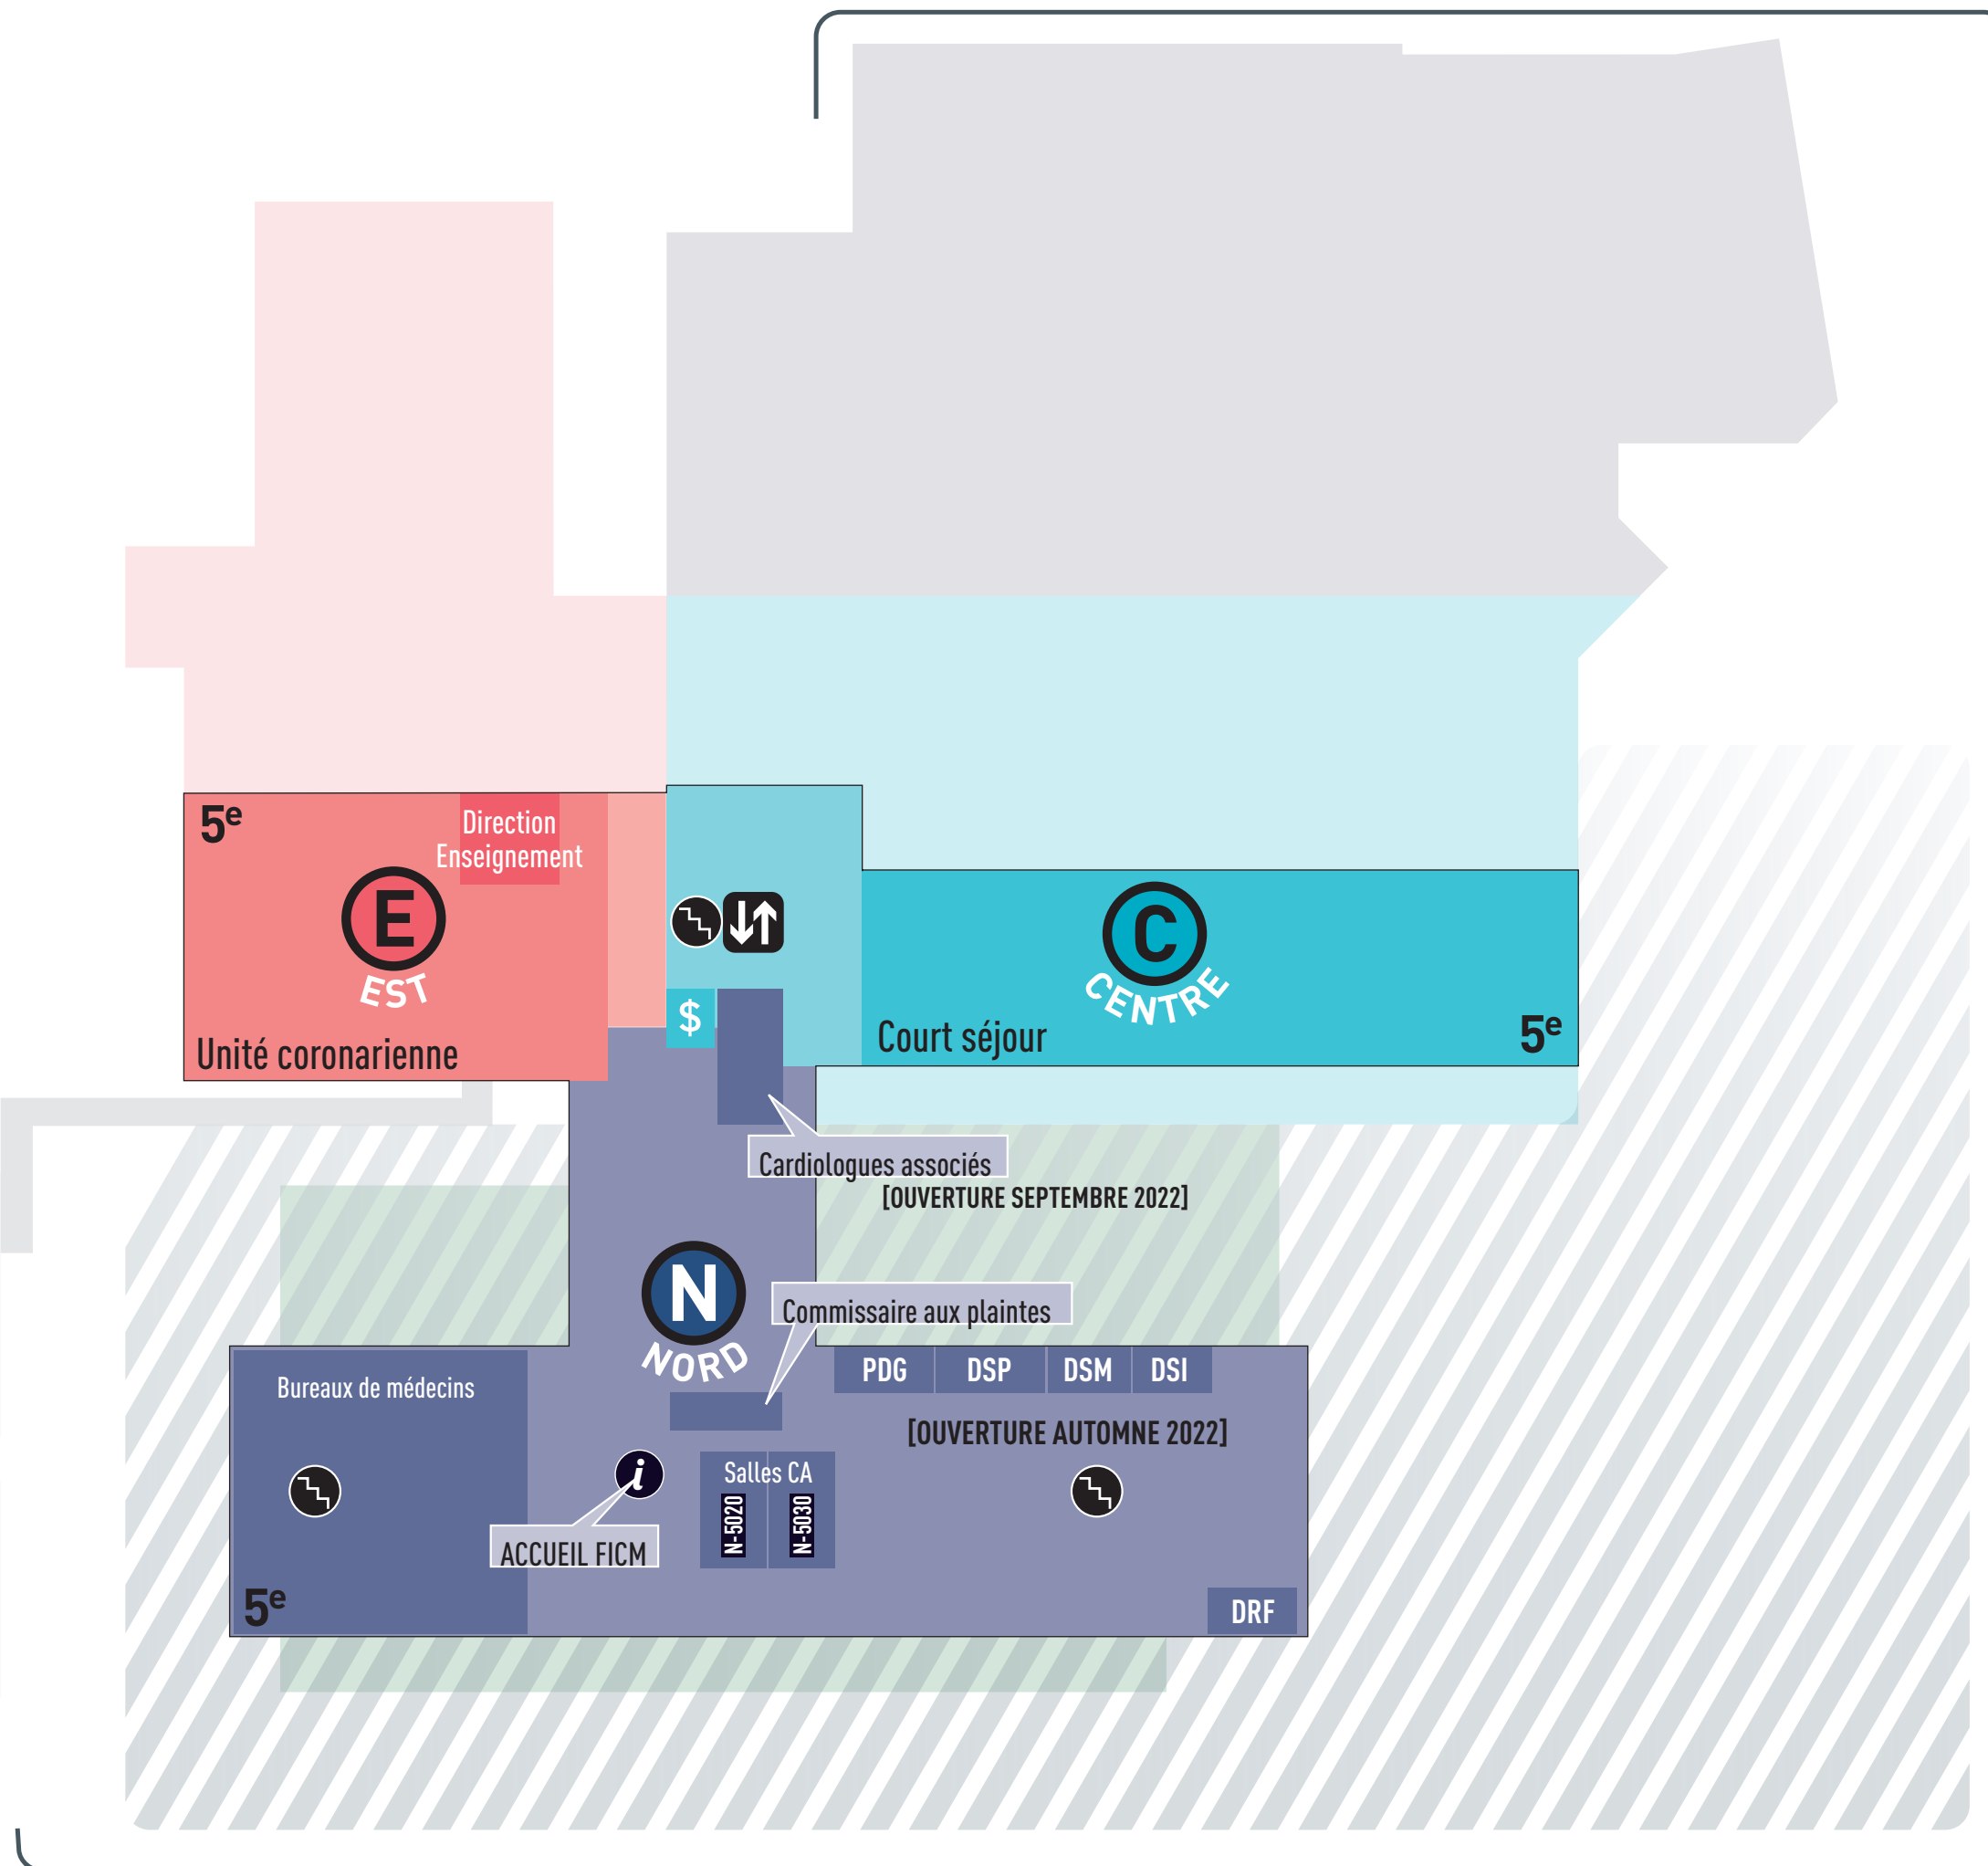 5e
Direction
Enseignement
E
EST
Unité coronarienne
$
C
CENTRE
Court séjour
5e
Cardiologues associés
[OUVERTURE SEPTEMBRE 2022]
N
NORD
Commissaire aux plaintes
PDG
DSP
DSM
DSI
Bureaux de médecins
[OUVERTURE AUTOMNE 2022]
i
Salles CA
N-5020
N-5030
ACCUEIL FICM
5e
DRF